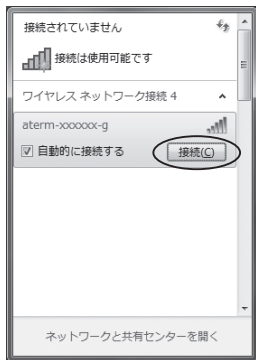 接続されていません
接続は使用可能です
ワイヤレス ネットワーク接続 4
aterm-xxxxxx-g
自動的に接続する
接続(C)
ネットワークと共有センターを開く